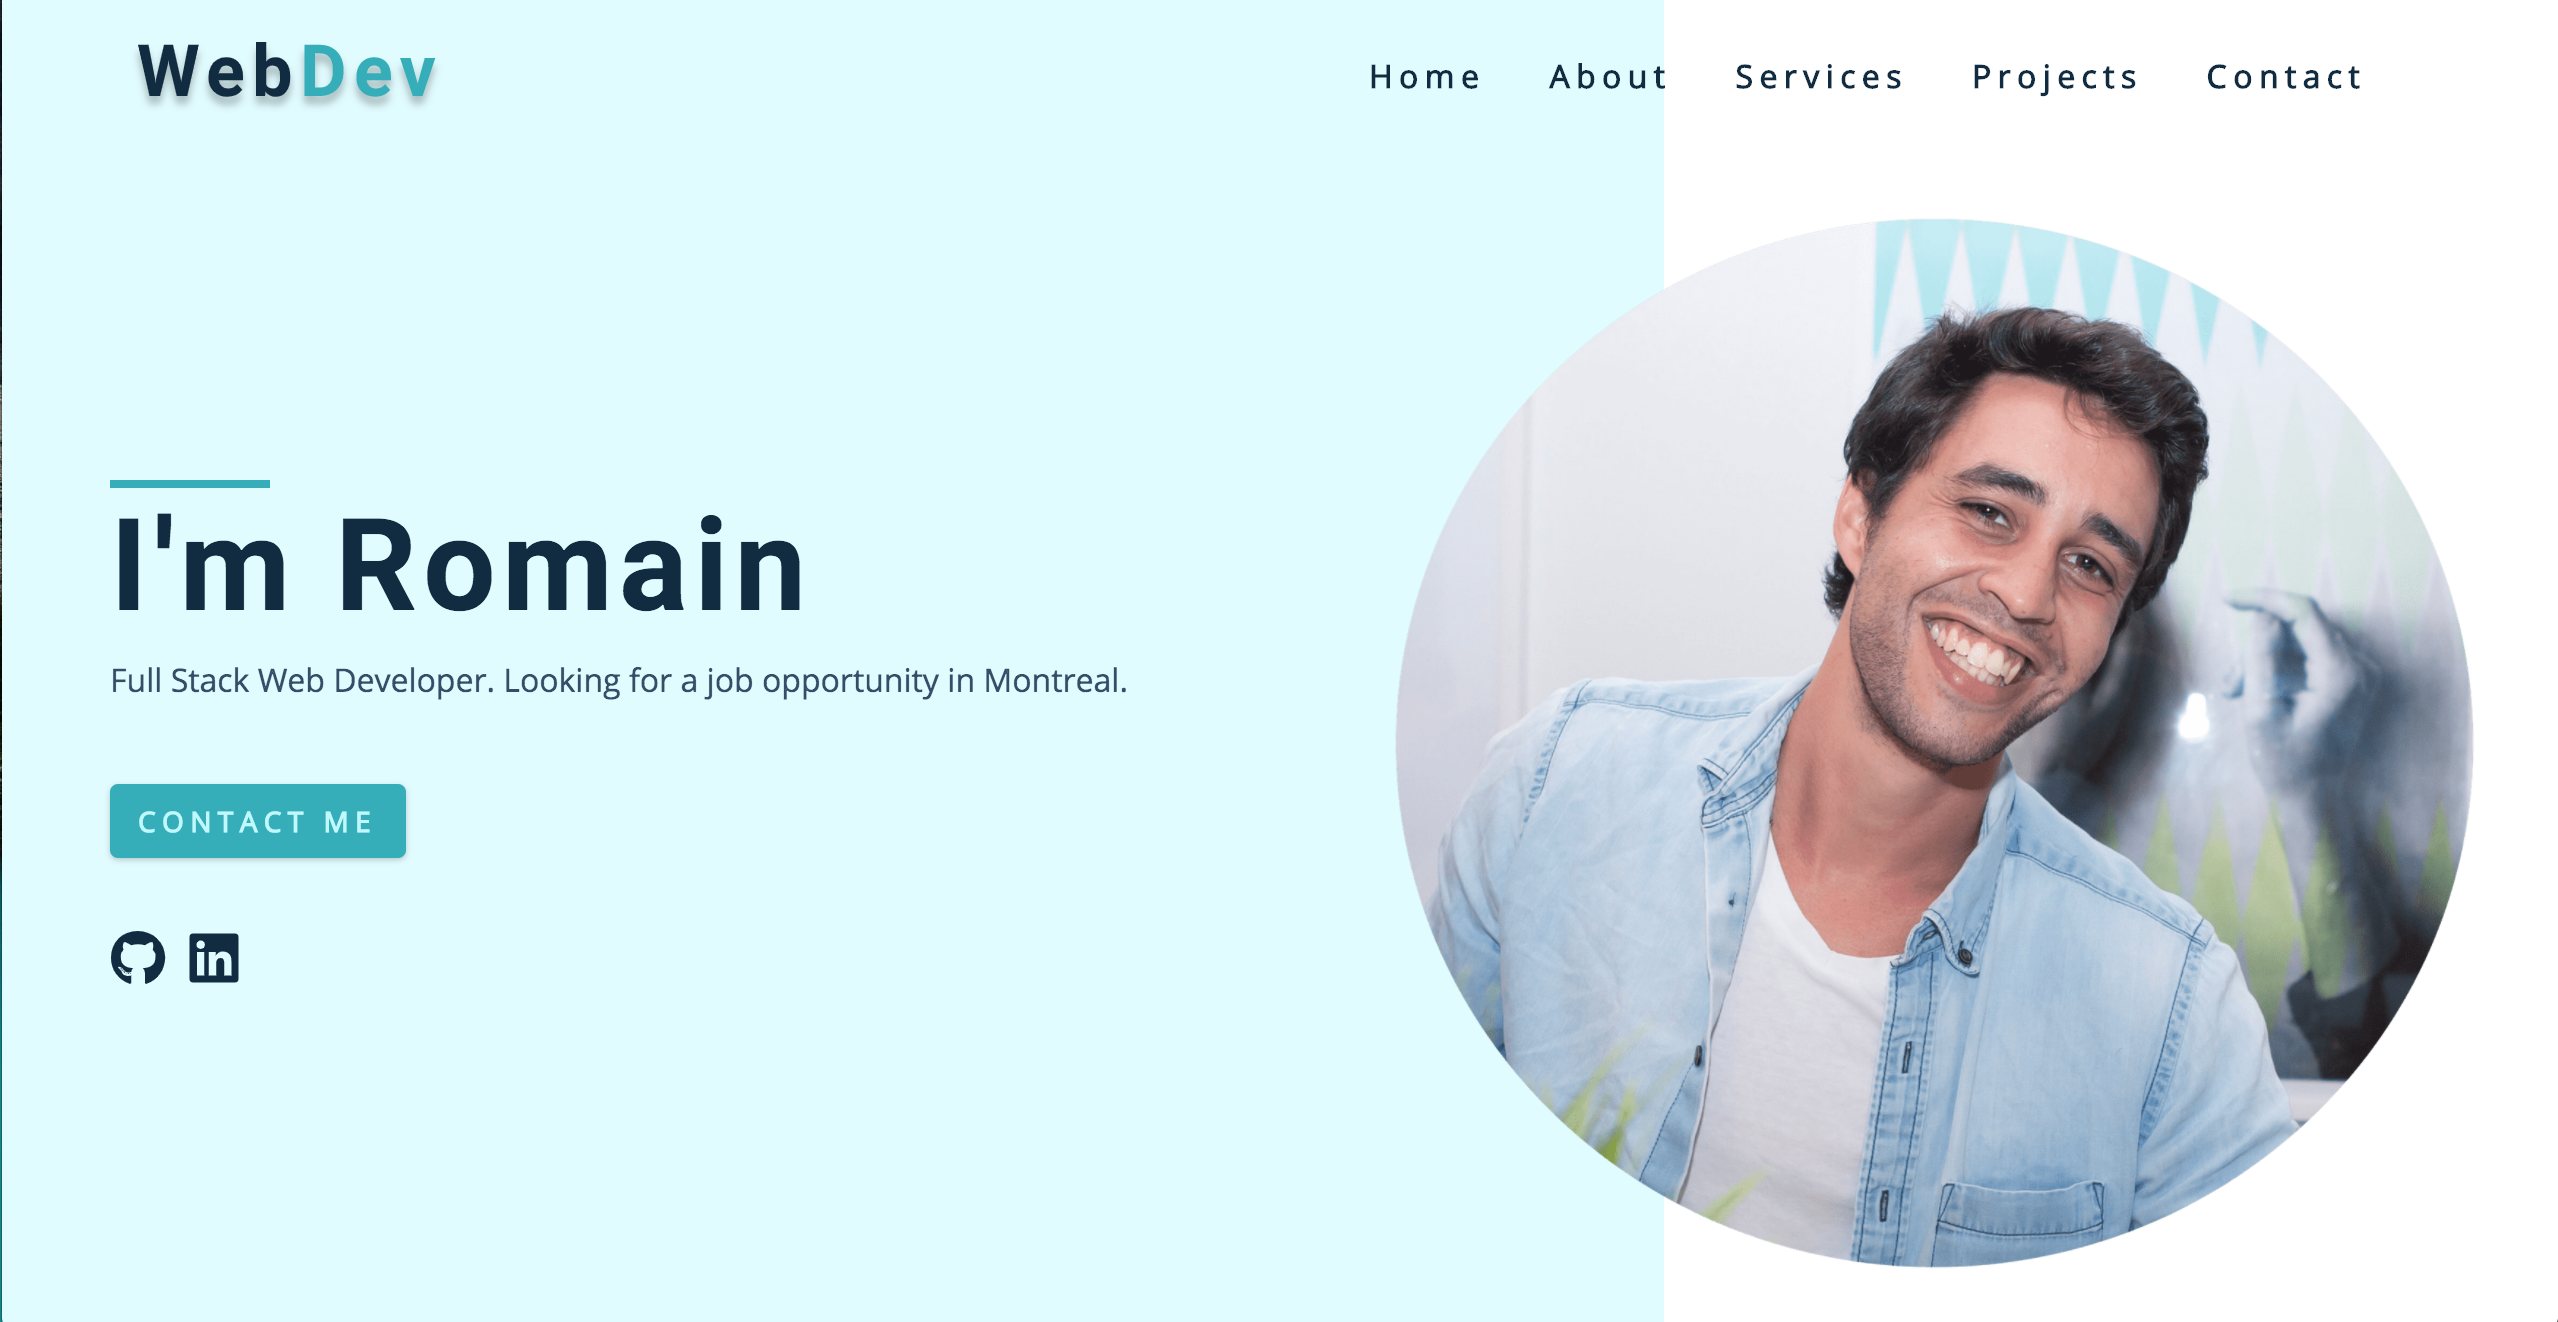 WebDev
Home About Services Projects Contact
I'm Romain
Full Stack Web Developer. Looking for a job opportunity in Montreal.
CONTACT ME
in